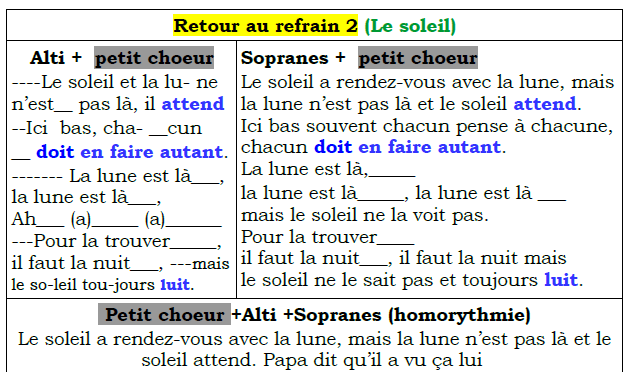 Retour au refrain 2 (Le soleil)
Alti + petit choeur
----Le soleil et la lu- ne
n'est__ pas là, il attend
--Ici bas, cha- __cun
__ doit en faire autant.
------- La lune est là___,
la lune est là___,
Ah___ (a)_____ (a)______
---Pour la trouver_____,
il faut la nuit___, ---mais
le so-leil tou-jours luit.
Sopranes + petit choeur
Le soleil a rendez-vous avec la lune, mais
la lune n'est pas là et le soleil attend.
Ici bas souvent chacun pense à chacune,
chacun doit en faire autant.
La lune est là,_____
la lune est là_____, la lune est là ___
mais le soleil ne la voit pas.
Pour la trouver____
il faut la nuit___, il faut la nuit mais
le soleil ne le sait pas et toujours luit.
Petit choeur +Alti +Sopranes (homorythmie)
Le soleil a rendez-vous avec la lune, mais la lune n'est pas là et le
soleil attend. Papa dit qu'il a vu ça lui